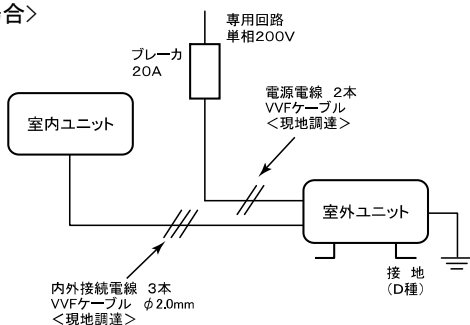 合>
専用回路
単相200V
ブレーカ
20A
電源電線 2本
VVFケーブル
<現地調達>
室内ユニット
室外ユニット
接 地
(D種)
内外接続電線 3本
VVFケーブル φ2.0mm
<現地調達>